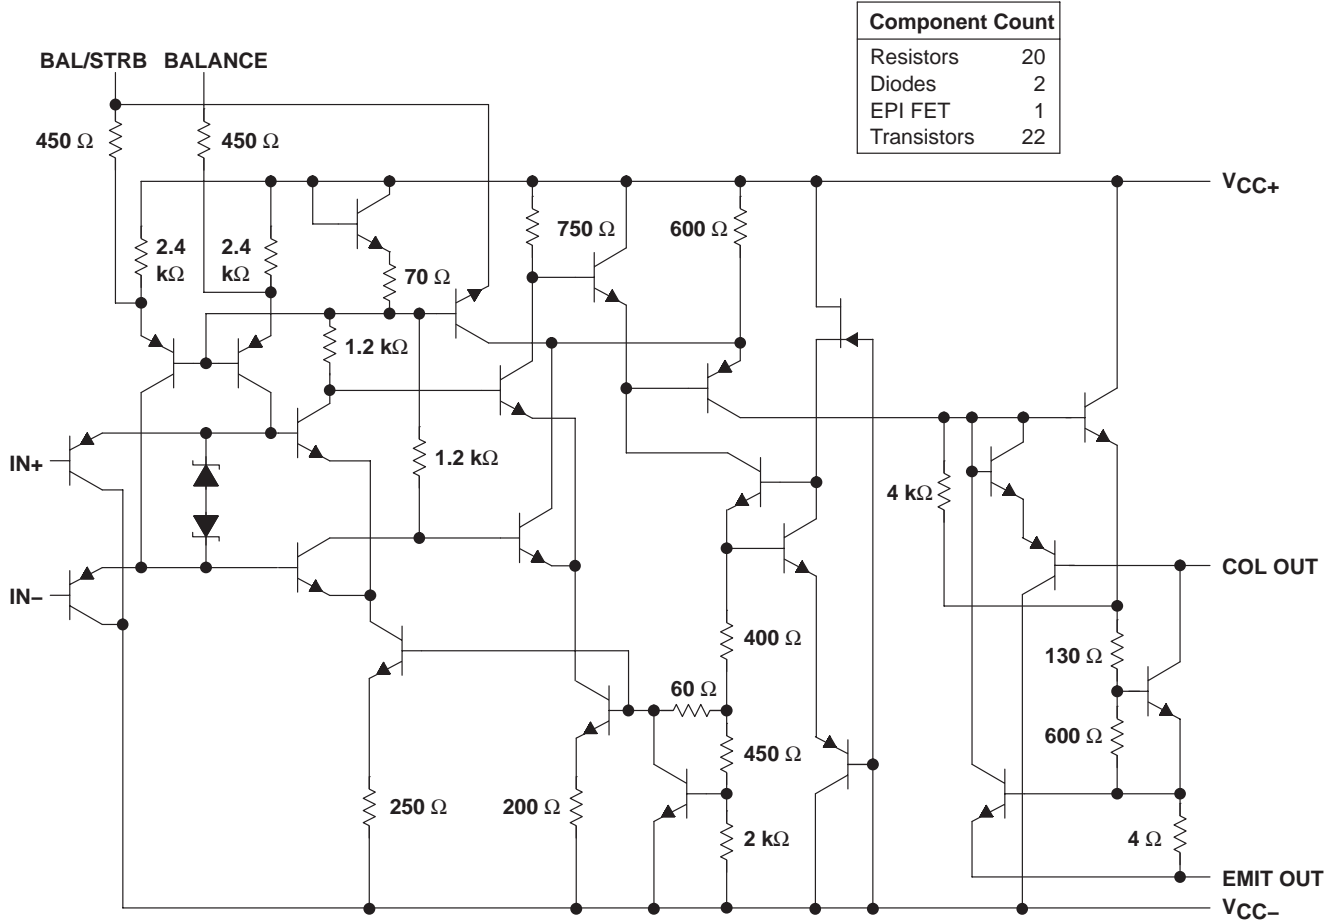 Component Count
Resistors 20
Diodes 2
EPI FET 1
Transistors 22
BAL/STRB BALANCE
450 Ω 450 Ω
VCC+
2.4 kΩ
2.4 kΩ
70 Ω
750 Ω
600 Ω
1.2 kΩ
IN+
1.2 kΩ
4 kΩ
COL OUT
IN−
400 Ω
130 Ω
60 Ω
450 Ω
600 Ω
250 Ω
200 Ω
2 kΩ
4 Ω
EMIT OUT
VCC−